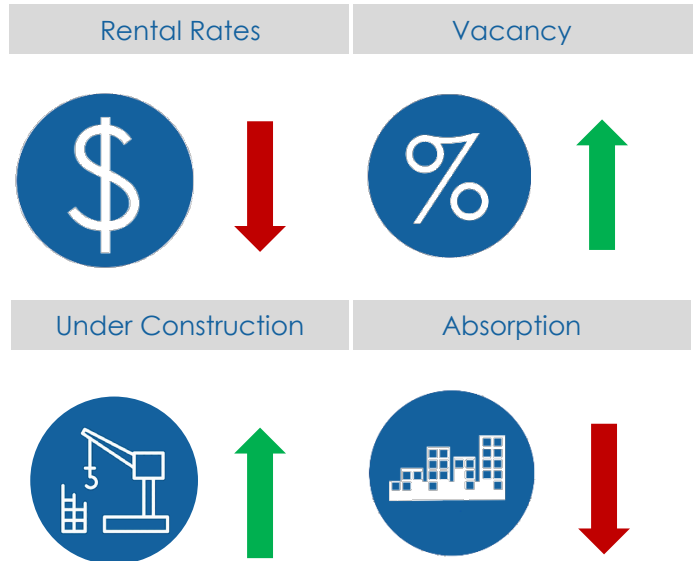 Rental Rates
Vacancy
$
%
Under Construction
Absorption